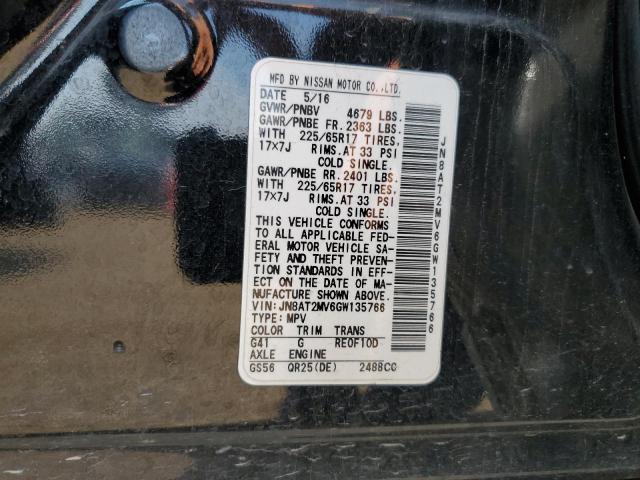 MFD BY NISSAN MOTOR CO.,LTD.
DATE 5/16
GVWR/PNBV 4679 LBS.
GAWR/PNBE FR. 2363 LBS.
WITH 225/65R17 TIRES,
17X7J RIMS.AT 33 PSI
COLD SINGLE.
GAWR/PNBE RR. 2401 LBS.
WITH 225/65R17 TIRES,
17X7J RIMS.AT 33 PSI
COLD SINGLE.
THIS VEHICLE CONFORMS
TO ALL APPLICABLE FED-
ERAL MOTOR VEHICLE SA-
FETY AND THEFT PREVEN-
TION STANDARDS IN EFF-
ECT ON THE DATE OF MA-
NUFACTURE SHOWN ABOVE.
VIN:JN8AT2MV6GW135766
TYPE: MPV
COLOR TRIM TRANS
G41 G RE0F10D
AXLE ENGINE
GS56 QR25(DE) 2488CC
JN8AT2MV6GW135766